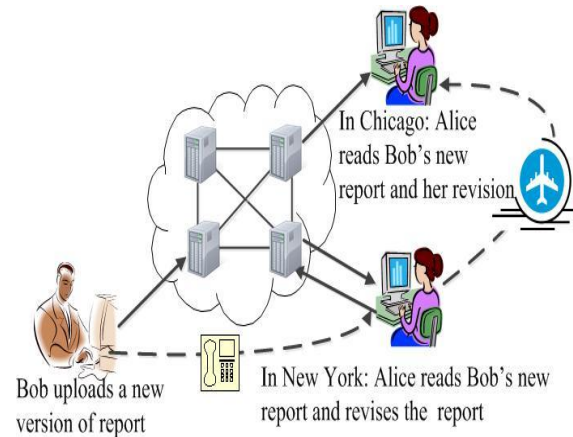 In Chicago: Alice
reads Bob's new
report and her revision
Bob uploads a new
version of report
In New York: Alice reads Bob's new
report and revises the  report